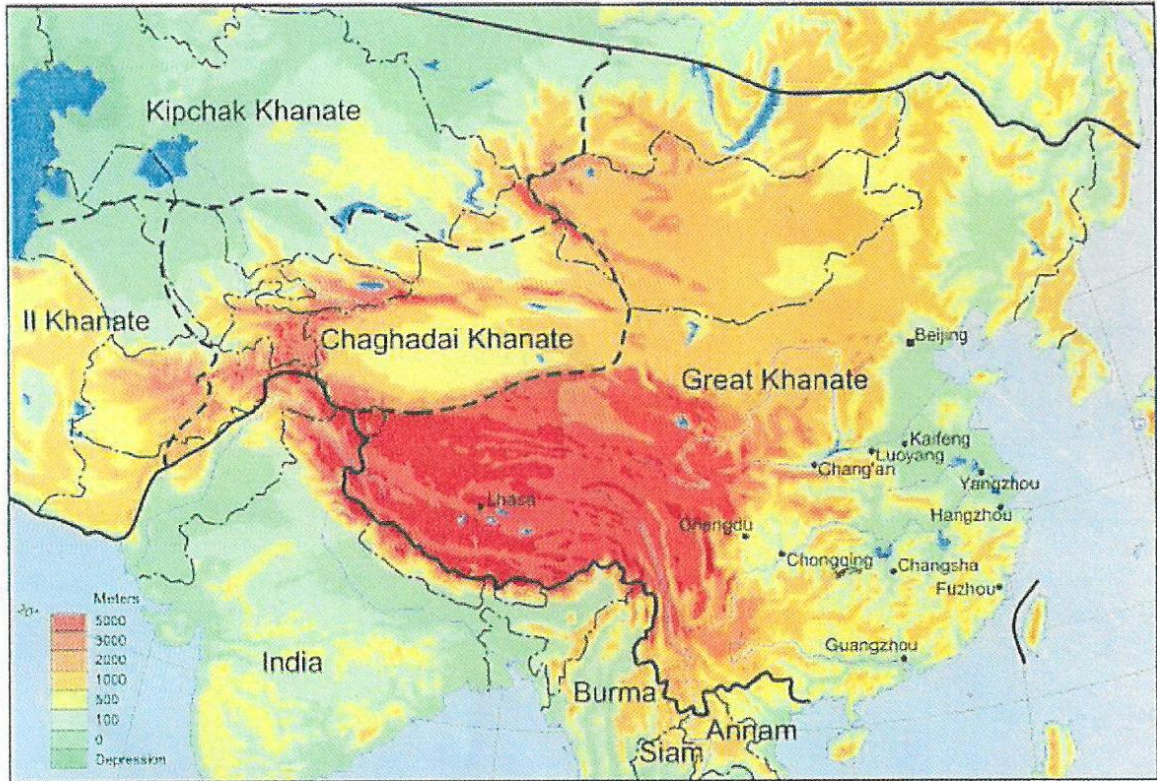 Kipchak Khanate
Il Khanate
Chaghadai Khanate
Great Khanate
Beijing
Kaifeng
Luoyang
Chang'an
Yangzhou
Hangzhou
Lhasa
Chengdu
Chongqing
Changsha
Fuzhou
Guangzhou
India
Burma
Annam
Siam
20°
Meters
5000
3000
2000
1000
500
100
0
Depression